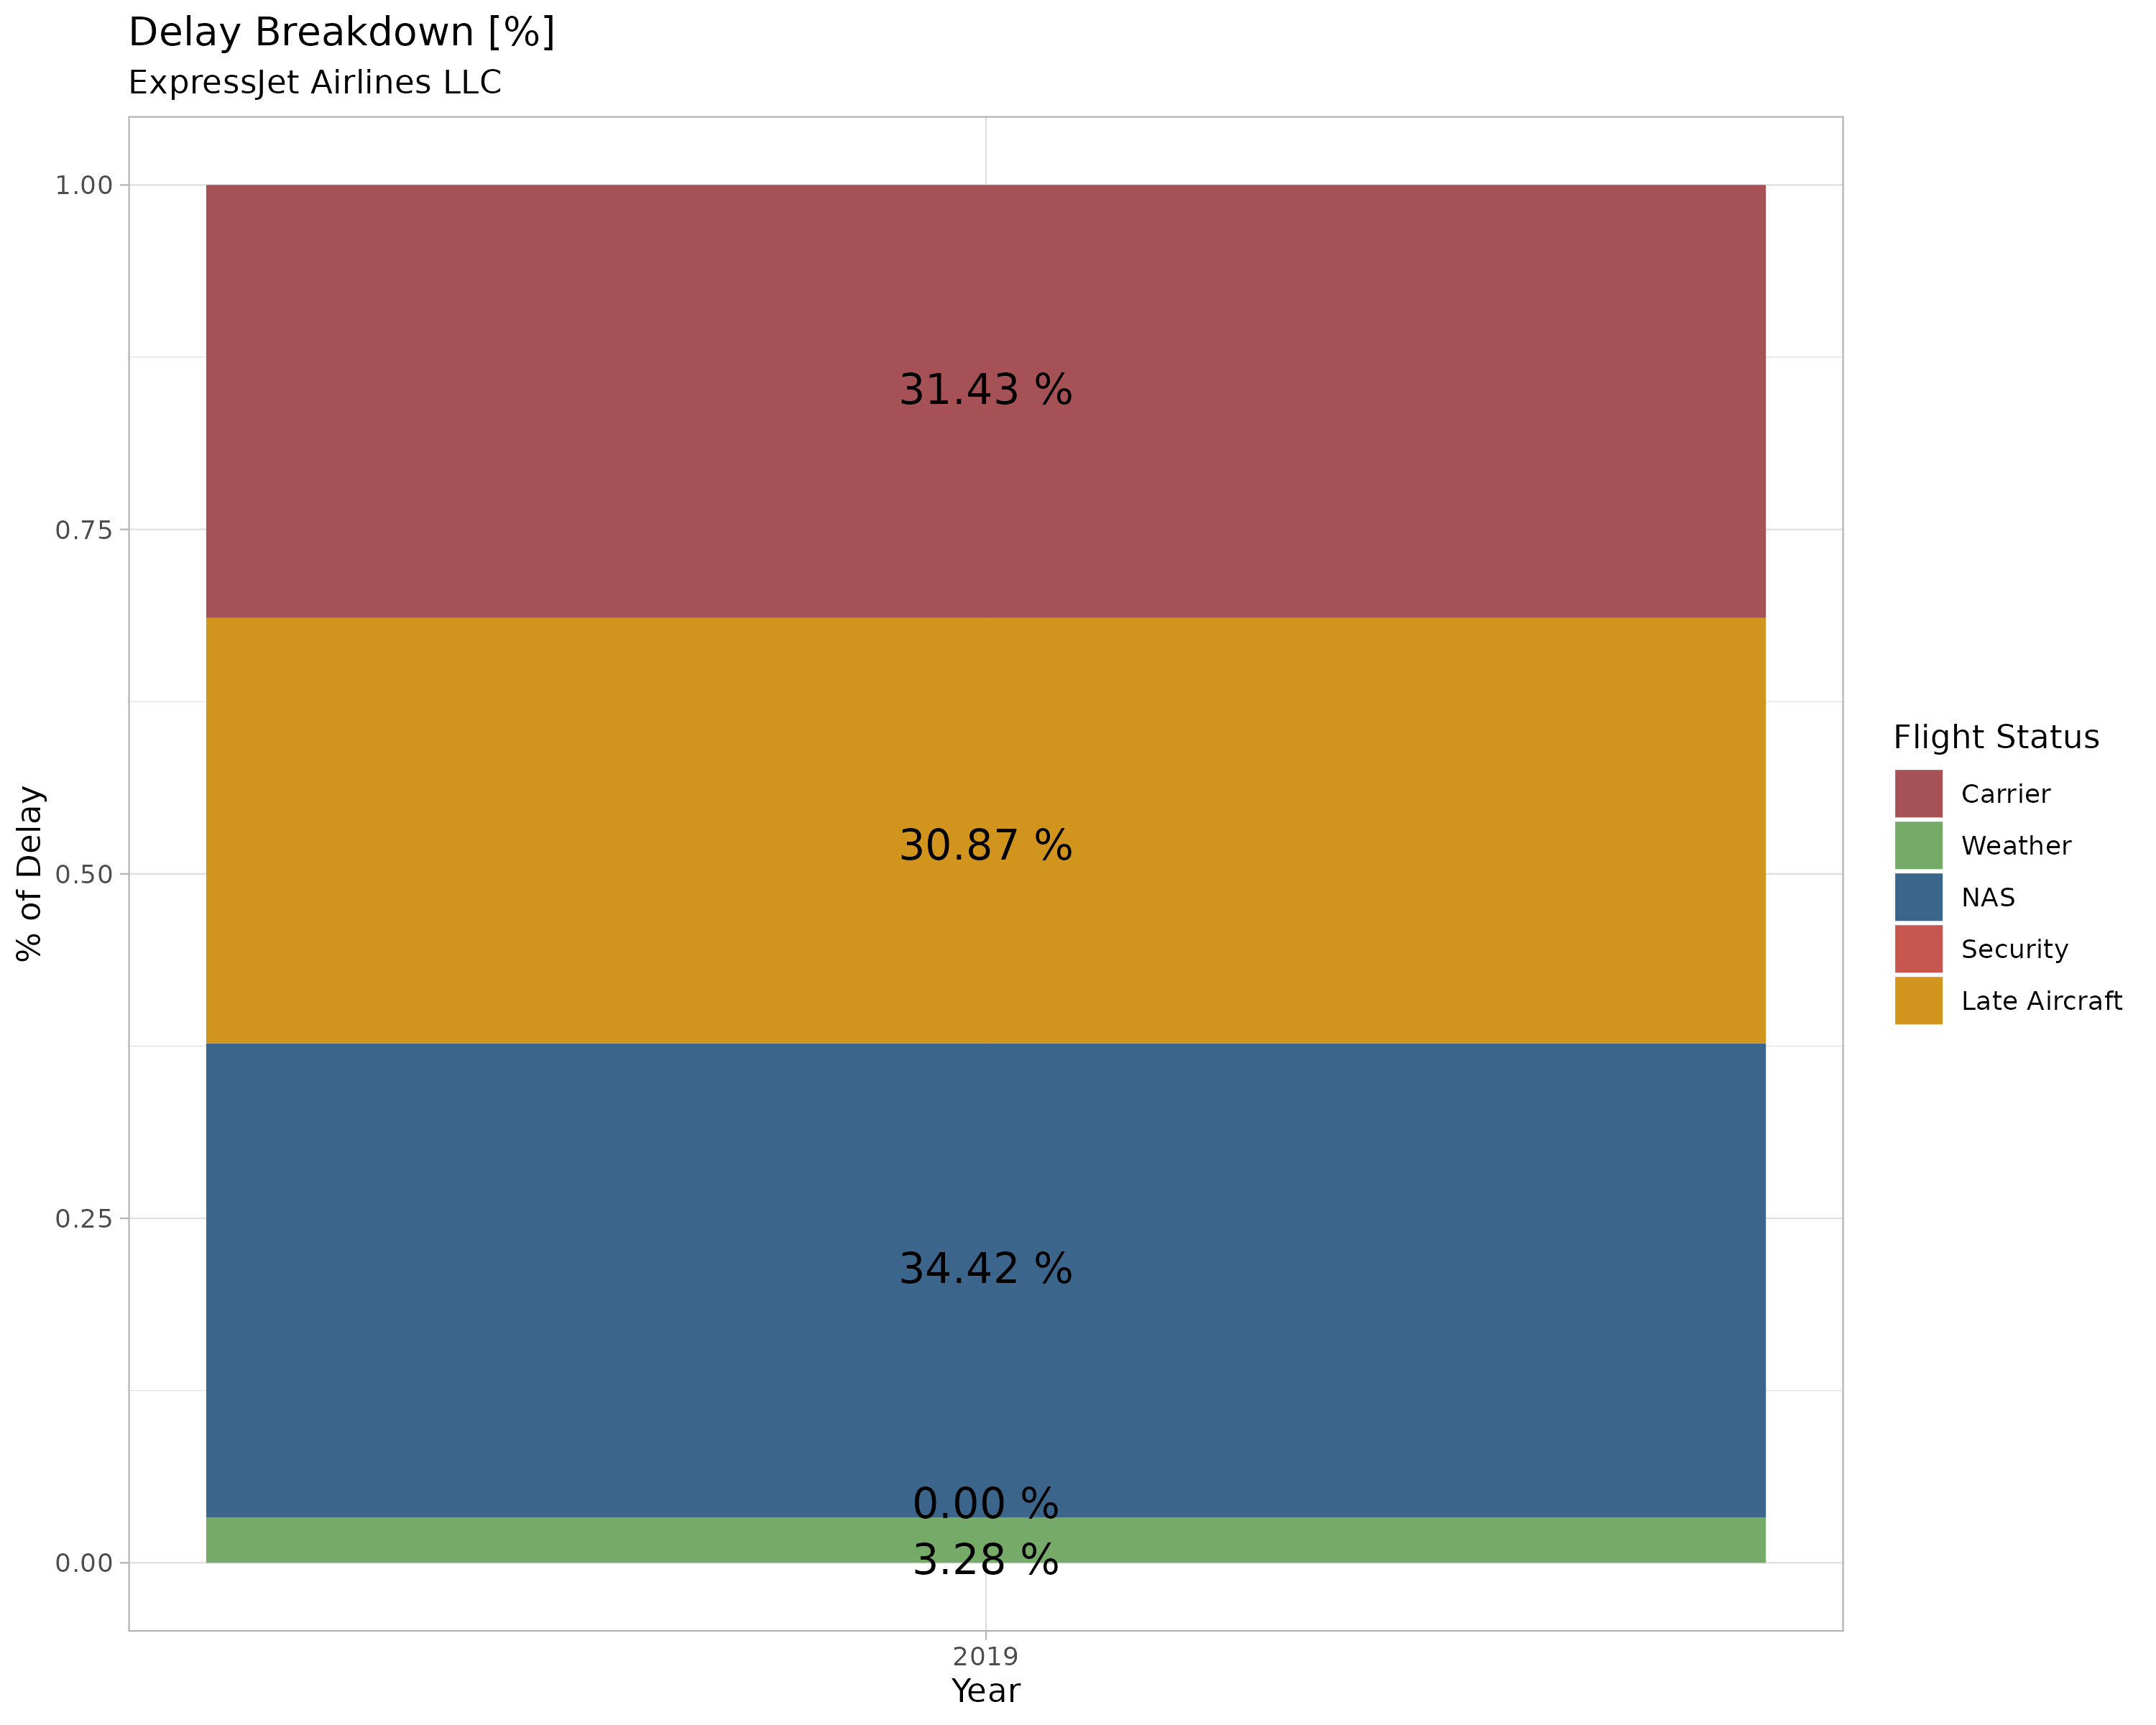 Delay Breakdown [%]
ExpressJet Airlines LLC
% of Delay
1.00
0.75
0.50
0.25
0.00
31.43 %
30.87 %
34.42 %
0.00 %
3.28 %
2019
Year
Flight Status
Carrier
Weather
NAS
Security
Late Aircraft